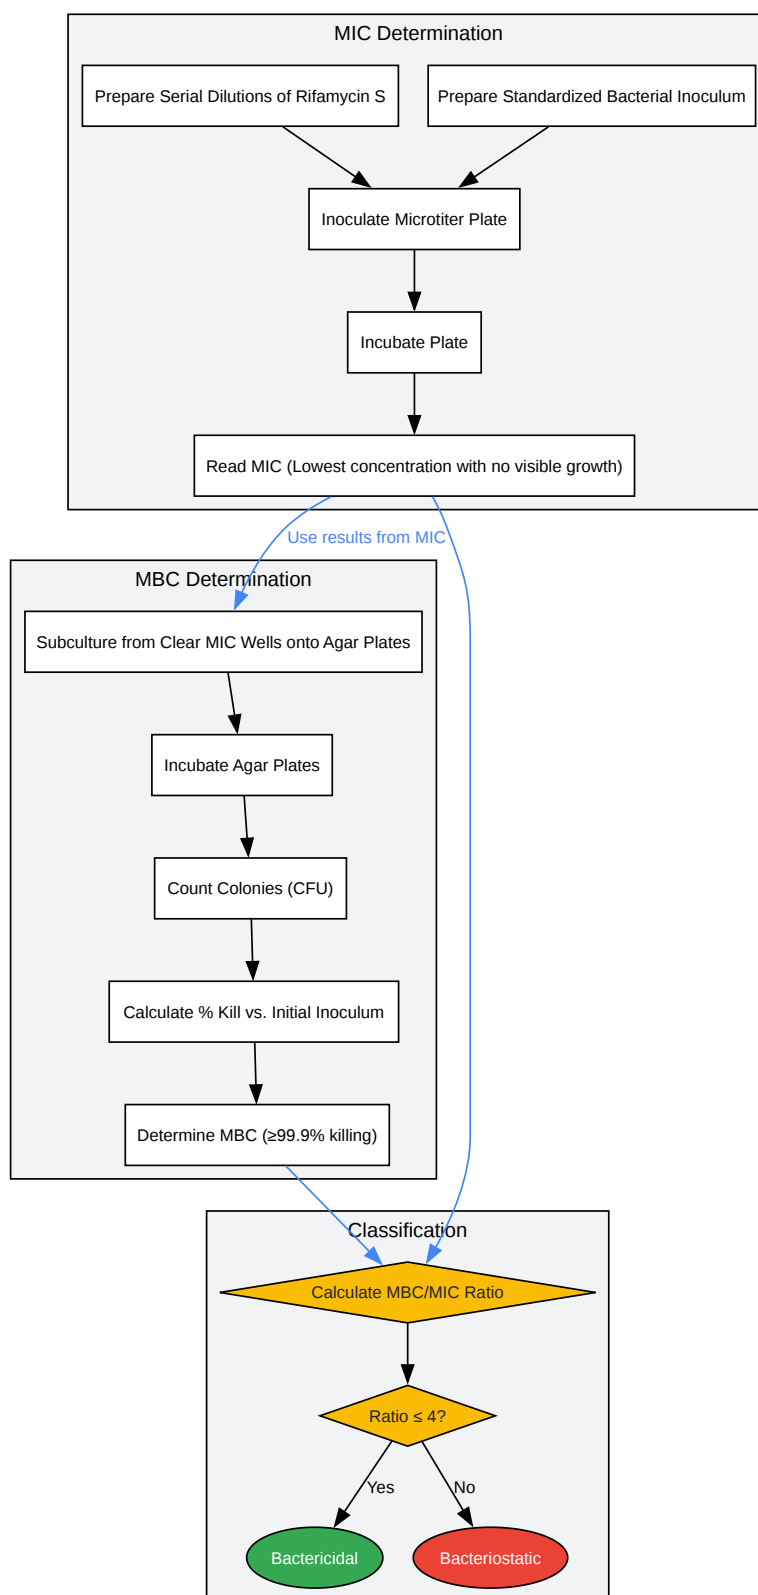 MIC Determination
Prepare Serial Dilutions of Rifamycin S
Prepare Standardized Bacterial Inoculum
Inoculate Microtiter Plate
Incubate Plate
Read MIC (Lowest concentration with no visible growth)
Use results from MIC
MBC Determination
Subculture from Clear MIC Wells onto Agar Plates
Incubate Agar Plates
Count Colonies (CFU)
Calculate % Kill vs. Initial Inoculum
Determine MBC (≥99.9% killing)
Classification
Calculate MBC/MIC Ratio
Ratio ≤ 4?
Yes
No
Bactericidal
Bacteriostatic